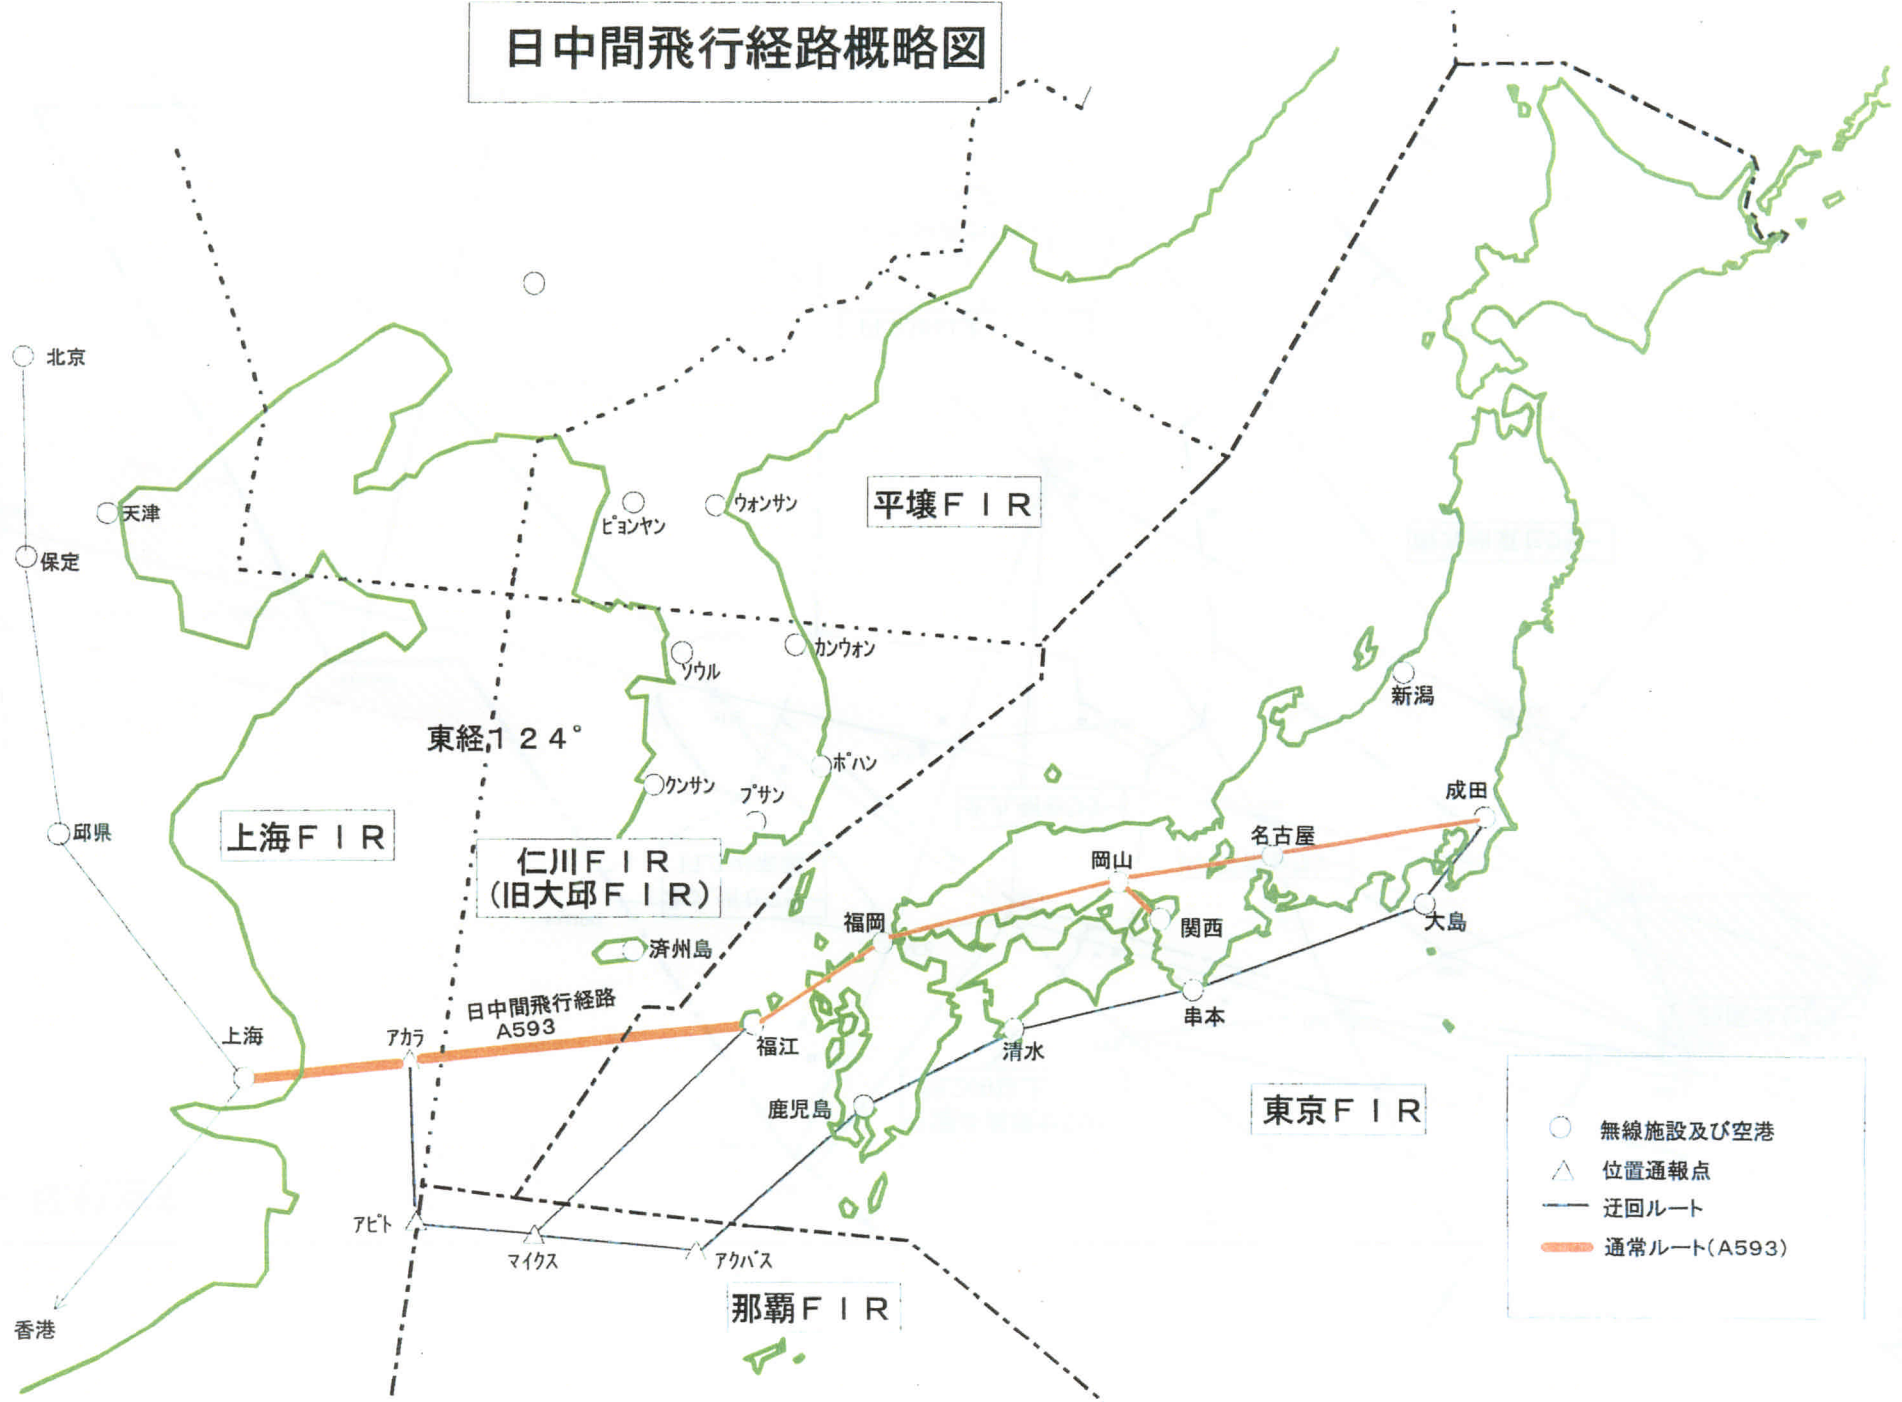 日中間飛行経路概略図
北京
天津
保定
ピョンヤン
ウォンサン
平壌FIR
ソウル
カンウォン
新潟
東経124°
クンサン
プサン
ポハン
邱県
上海FIR
仁川FIR
(旧大邱FIR)
成田
名古屋
岡山
福岡
関西
大島
済州島
日中間飛行経路
A593
上海
アカラ
福江
清水
串本
鹿児島
東京FIR
アピト
マイクス
アクバス
那覇FIR
香港
無線施設及び空港
位置通報点
迂回ルート
通常ルート(A593)